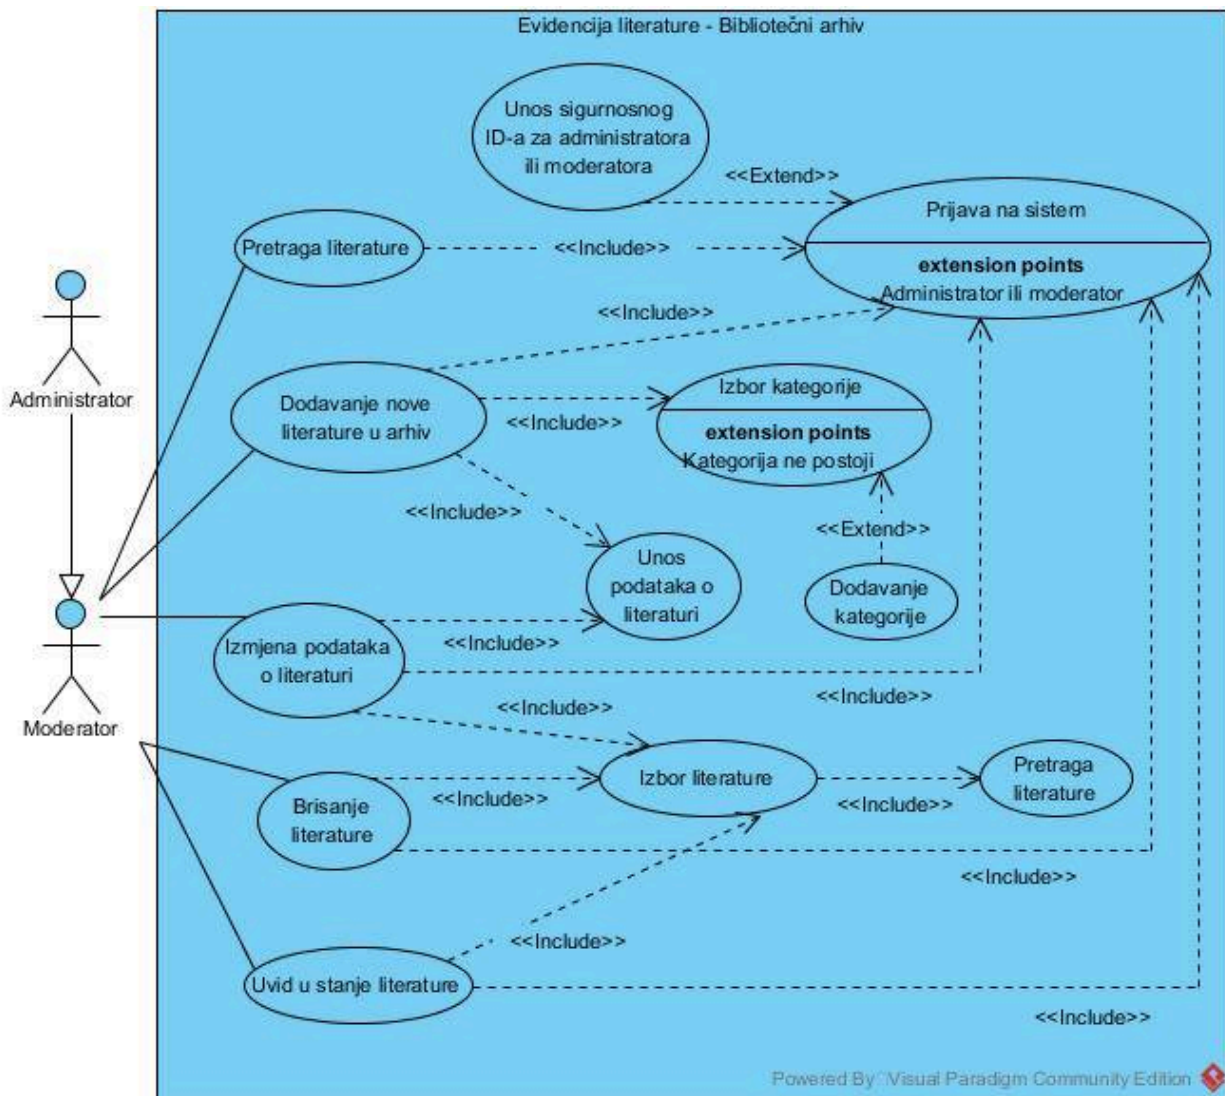 Evidencija literature - Bibliotečni arhiv
Unos sigurnosnog
ID-a za administratora
ili moderatora
<<Extend>>
Prijava na sistem
extension points
Administrator ili moderator
Pretraga literature
<<Include>>
<<Include>>
Administrator
Dodavanje nove
literature u arhiv
<<Include>>
Izbor kategorije
extension points
Kategorija ne postoji
<<Include>>
<<Extend>>
Unos
podataka o
literaturi
Dodavanje
kategorije
Moderator
Izmjena podataka
o literaturi
<<Include>>
<<Include>>
<<Include>>
Brisanje
literature
<<Include>>
Izbor literature
<<Include>>
Pretraga
literature
<<Include>>
<<Include>>
Uvid u stanje literature
<<Include>>
Powered By Visual Paradigm Community Edition